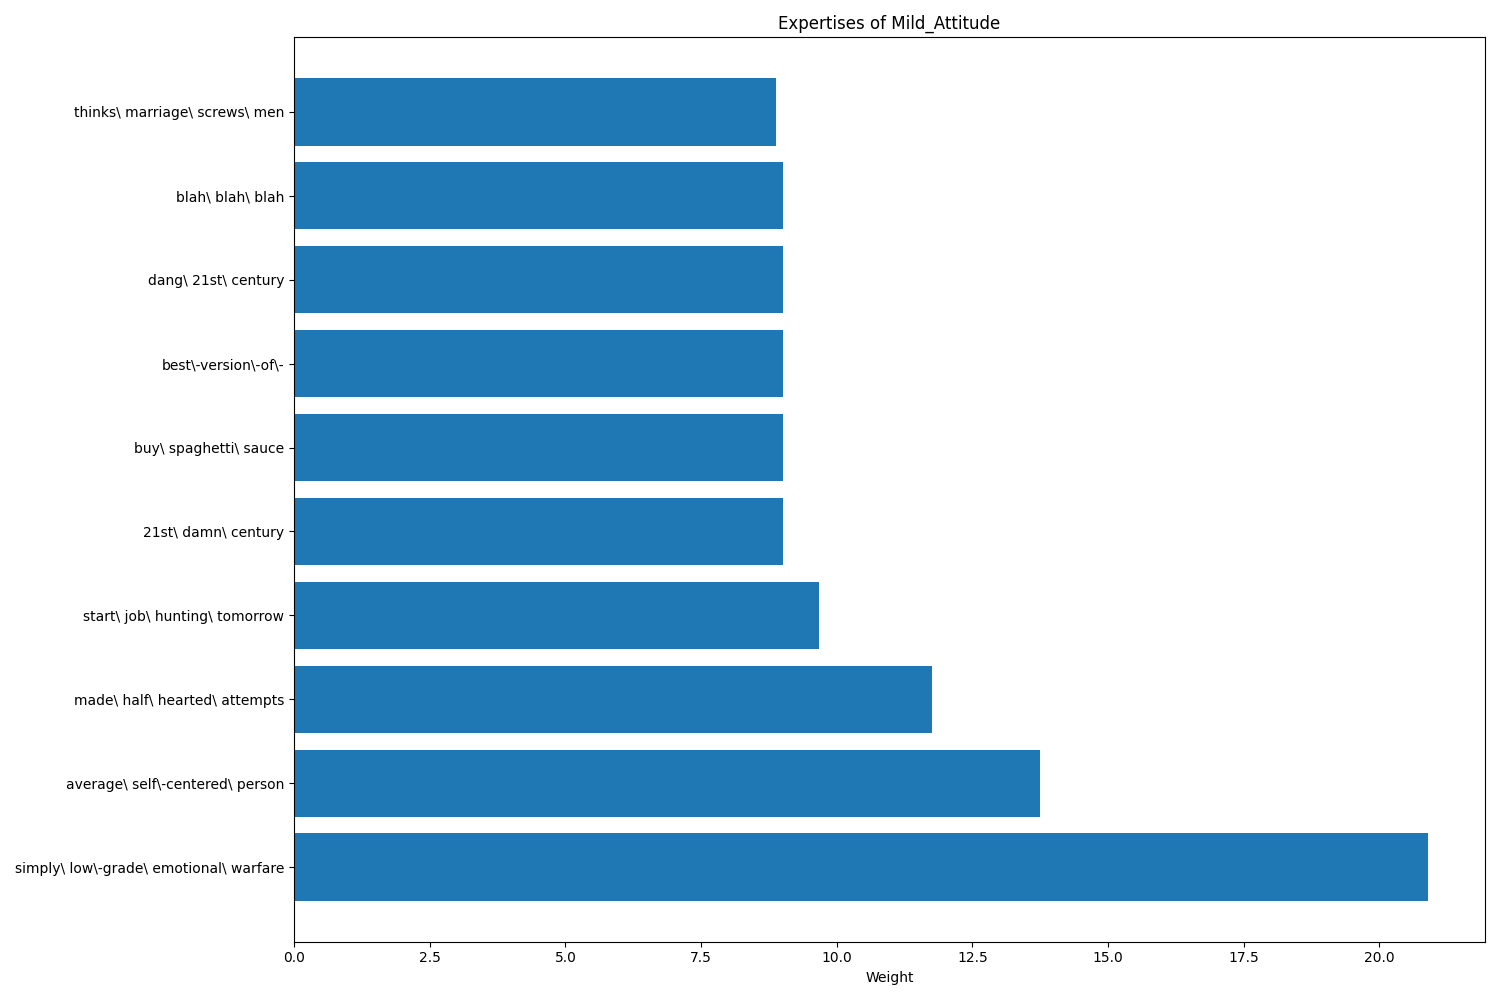 Expertises of Mild_Attitude
thinks\ marriage\ screws\ men
blah\ blah\ blah
dang\ 21st\ century
best\-version\-of\-
buy\ spaghetti\ sauce
21st\ damn\ century
start\ job\ hunting\ tomorrow
made\ half\ hearted\ attempts
average\ self\-centered\ person
simply\ low\-grade\ emotional\ warfare
0.0 2.5 5.0 7.5 10.0 12.5 15.0 17.5 20.0
Weight